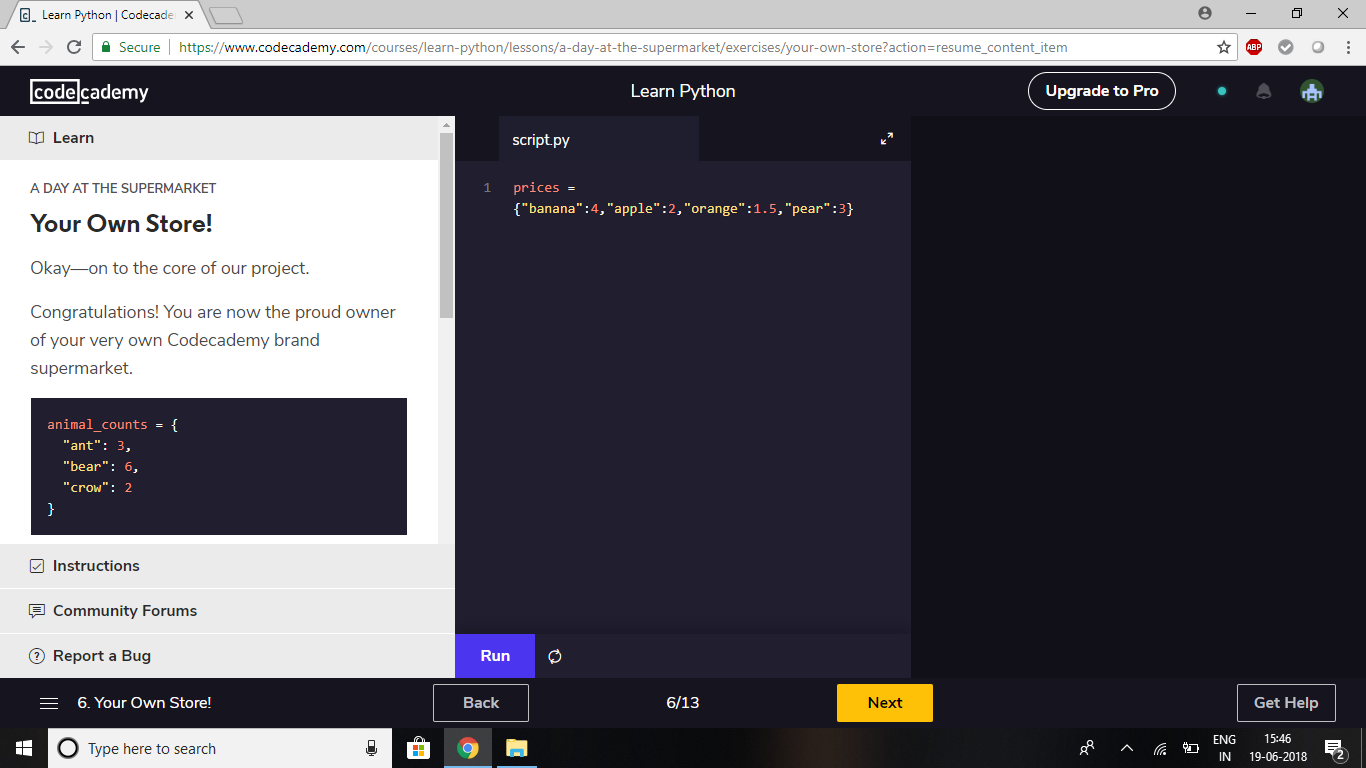 Learn Python | Codecade
Secure
https://www.codecademy.com/courses/learn-python/lessons/a-day-at-the-supermarket/exercises/your-own-store?action=resume_content_item
ABP
codecademy
Learn Python
Upgrade to Pro
Learn
A DAY AT THE SUPERMARKET
Your Own Store!
Okay—on to the core of our project.
Congratulations! You are now the proud owner
of your very own Codecademy brand
supermarket.
animal_counts = {
"ant": 3,
"bear": 6,
"crow": 2
}
Instructions
Community Forums
Report a Bug
script.py
1 prices =
{"banana":4,"apple":2,"orange":1.5,"pear":3}
Run
6. Your Own Store!
Back
6/13
Next
Get Help
Type here to search
ENG
IN
15:46
19-06-2018
2